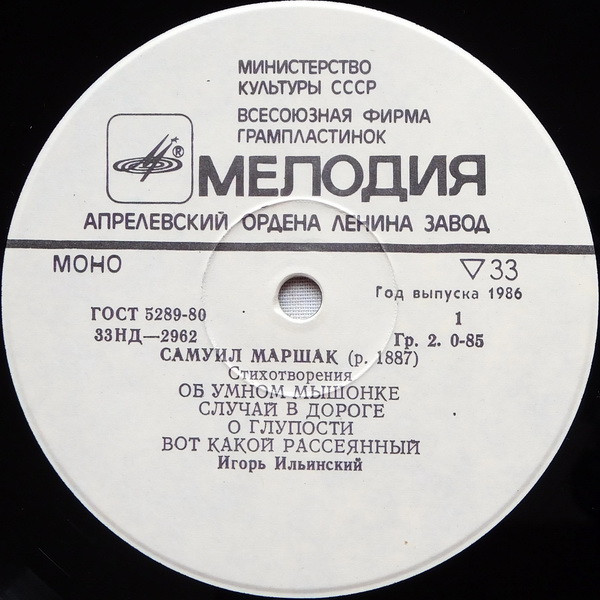 МИНИСТЕРСТВО
КУЛЬТУРЫ СССР
ВСЕСОЮЗНАЯ ФИРМА
ГРАМПЛАСТИНОК
®
МЕЛОДИЯ
АПРЕЛЕВСКИЙ ОРДЕНА ЛЕНИНА ЗАВОД
МОНО ▽33
Год выпуска 1986
ГОСТ 5289-80 1
33НД—2962 Гр. 2. 0-85
САМУИЛ МАРШАК (р. 1887)
Стихотворения
ОБ УМНОМ МЫШОНКЕ
СЛУЧАЙ В ДОРОГЕ
О ГЛУПОСТИ
ВОТ КАКОЙ РАССЕЯННЫЙ
Игорь Ильинский